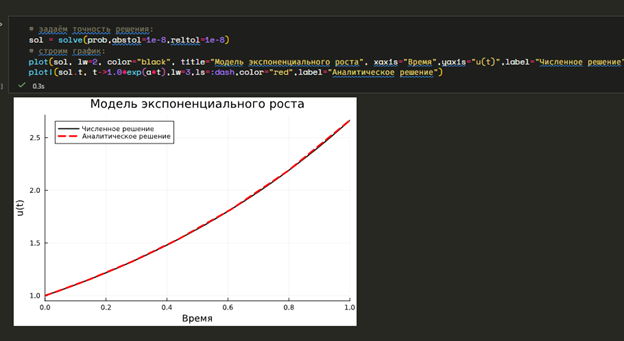 # задаём точность решения:
sol = solve(prob,abstol=1e-8,reltol=1e-8)
# строим график:
plot(sol, lw=2, color="black", title="Модель экспоненциального роста", xaxis="Время",yaxis="u(t)",label="Численное решение"
plot!(sol.t, t->1.0*exp(a*t),lw=3,ls=:dash,color="red",label="Аналитическое решение")
0.3s
Модель экспоненциального роста
Численное решение
Аналитическое решение
2.5
2.0
1.5
1.0
u(t)
0.0 0.2 0.4 0.6 0.8 1.0
Время